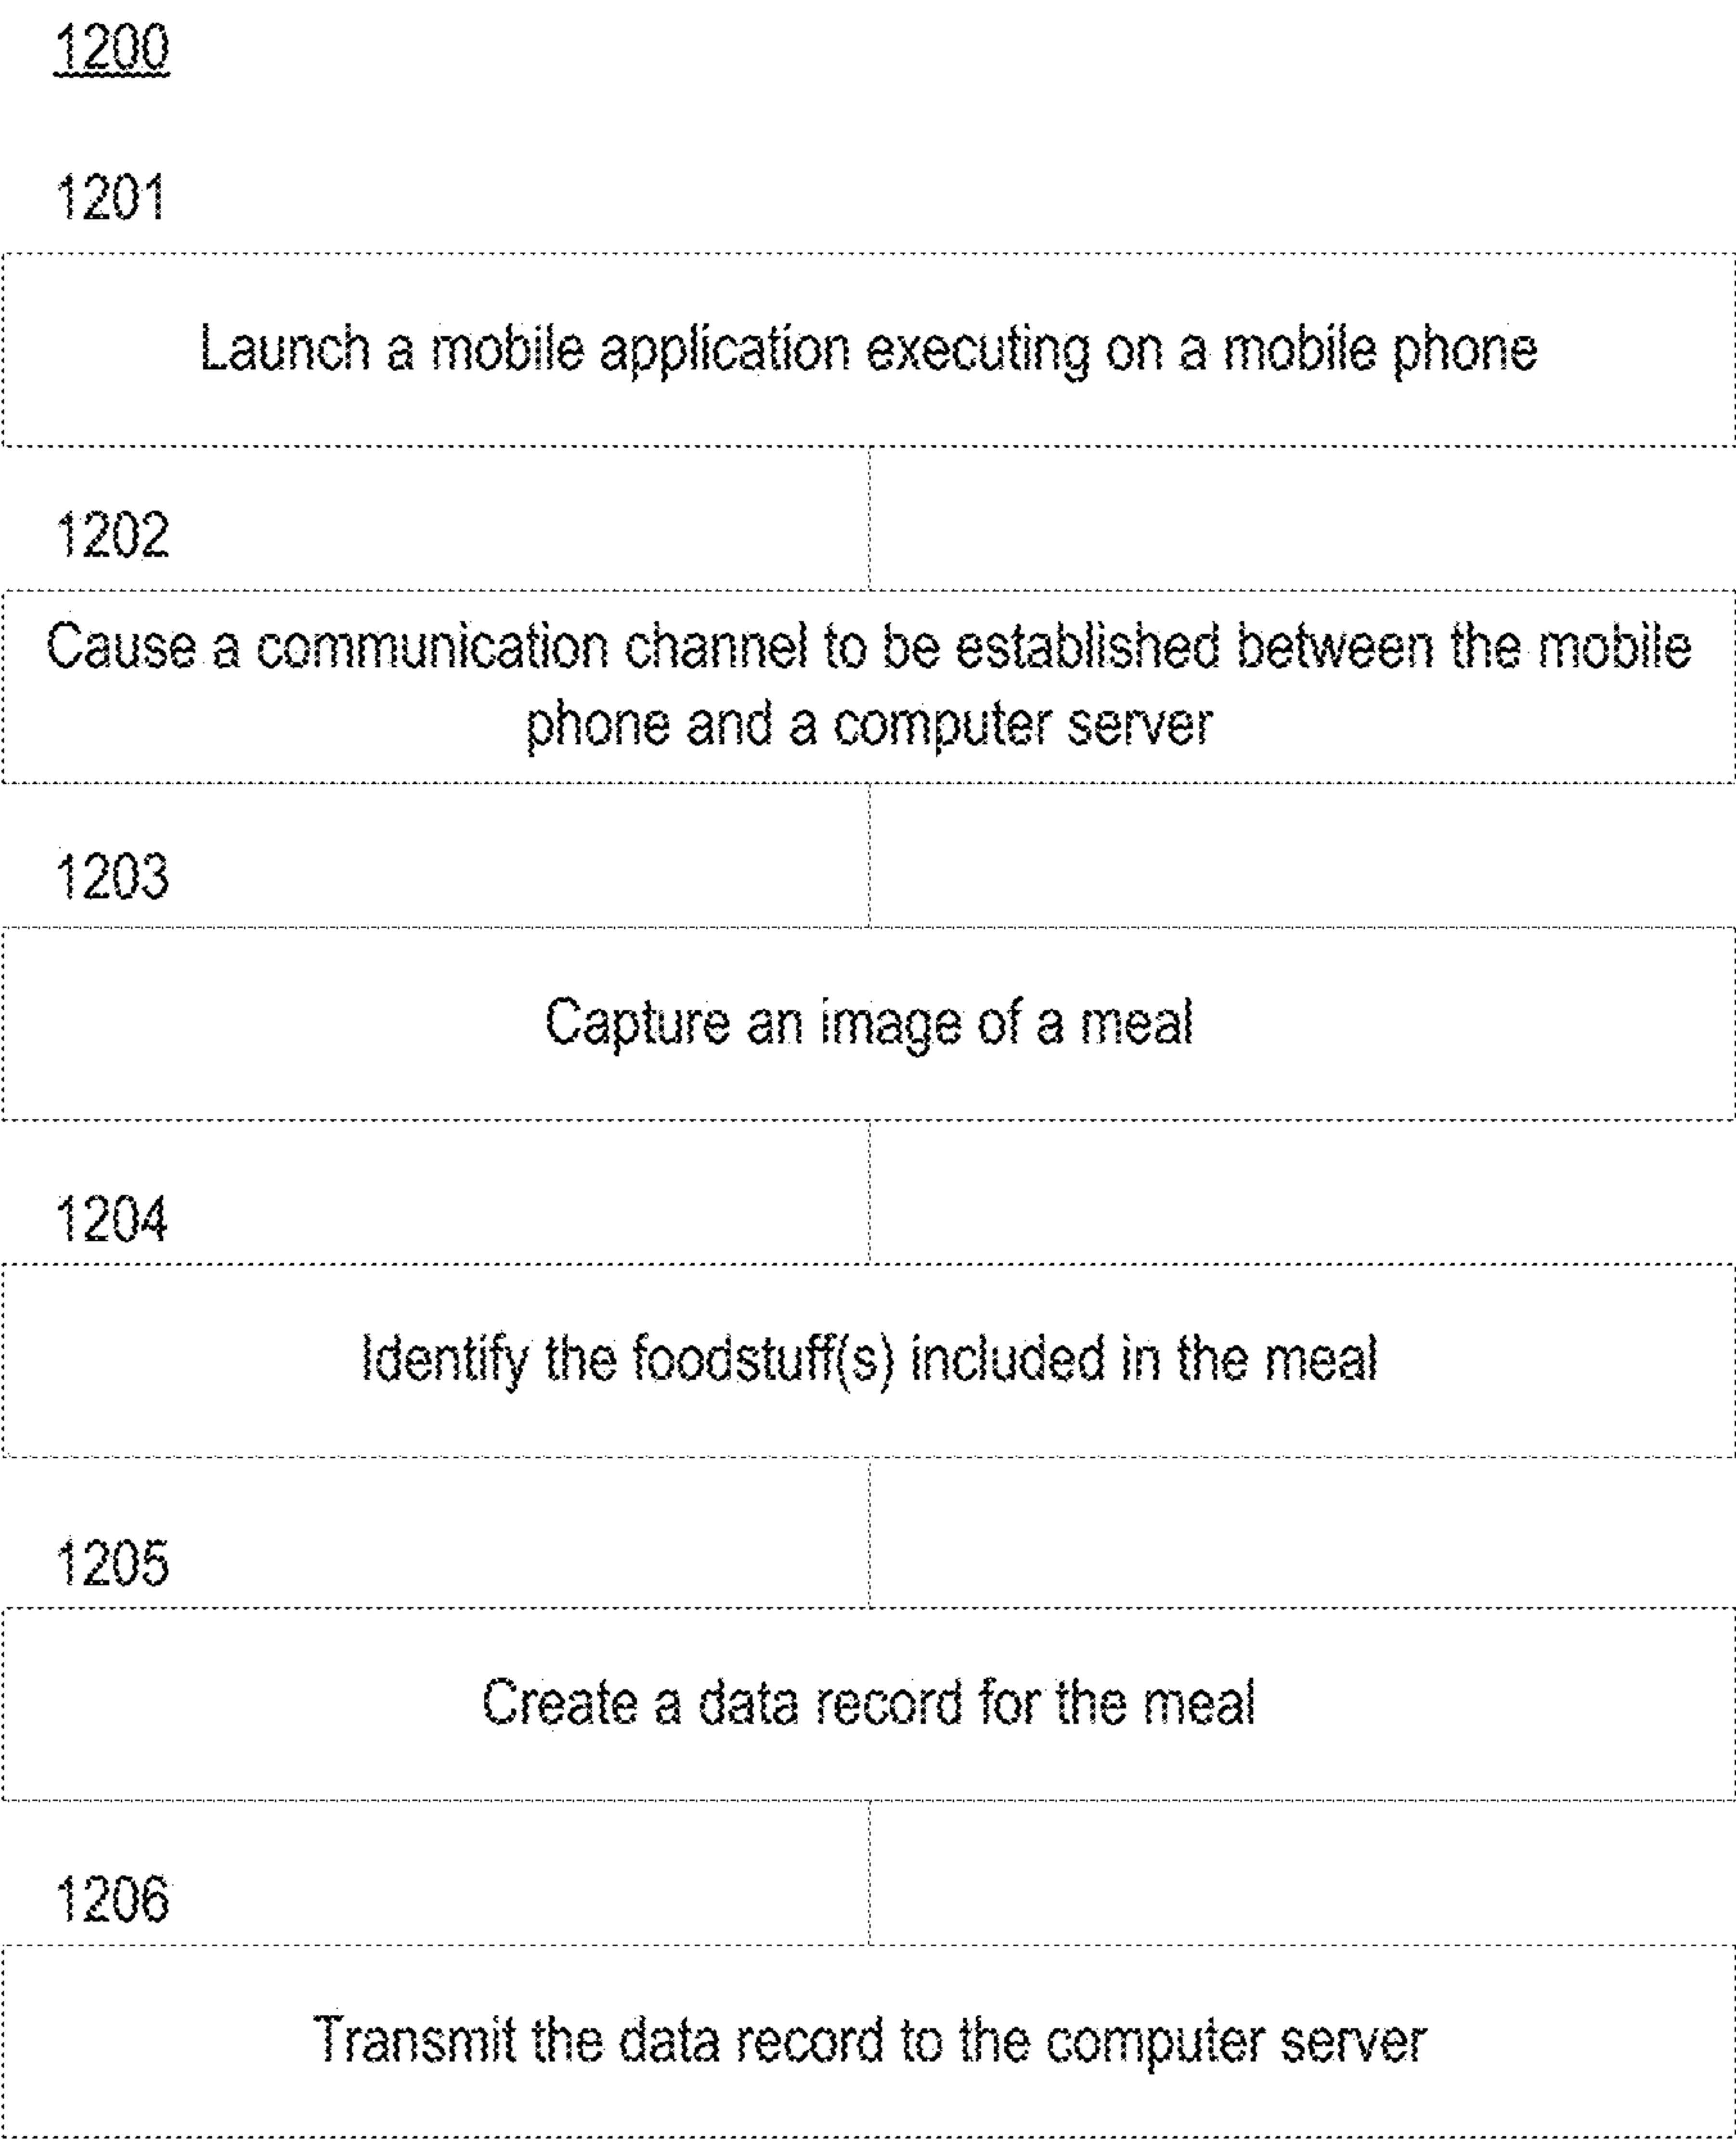 1200
1201
Launch a mobile application executing on a mobile phone
1202
Cause a communication channel to be established between the mobile
phone and a computer server
1203
Capture an image of a meal
1204
Identify the foodstuff(s) included in the meal
1205
Create a data record for the meal
1206
Transmit the data record to the computer server